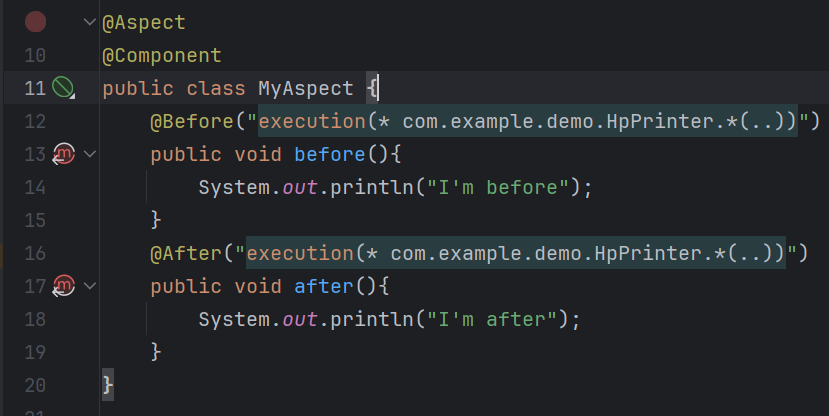 @Aspect
10 @Component
11 public class MyAspect {
12 @Before("execution(* com.example.demo.HpPrinter.*(..))")
13 public void before(){
14 System.out.println("I'm before");
15 }
16 @After("execution(* com.example.demo.HpPrinter.*(..))")
17 public void after(){
18 System.out.println("I'm after");
19 }
20 }